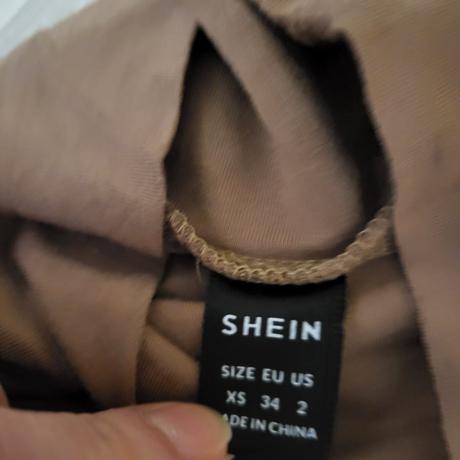 SHEIN
SIZE EU US
XS 34 2
ADE IN CHINA